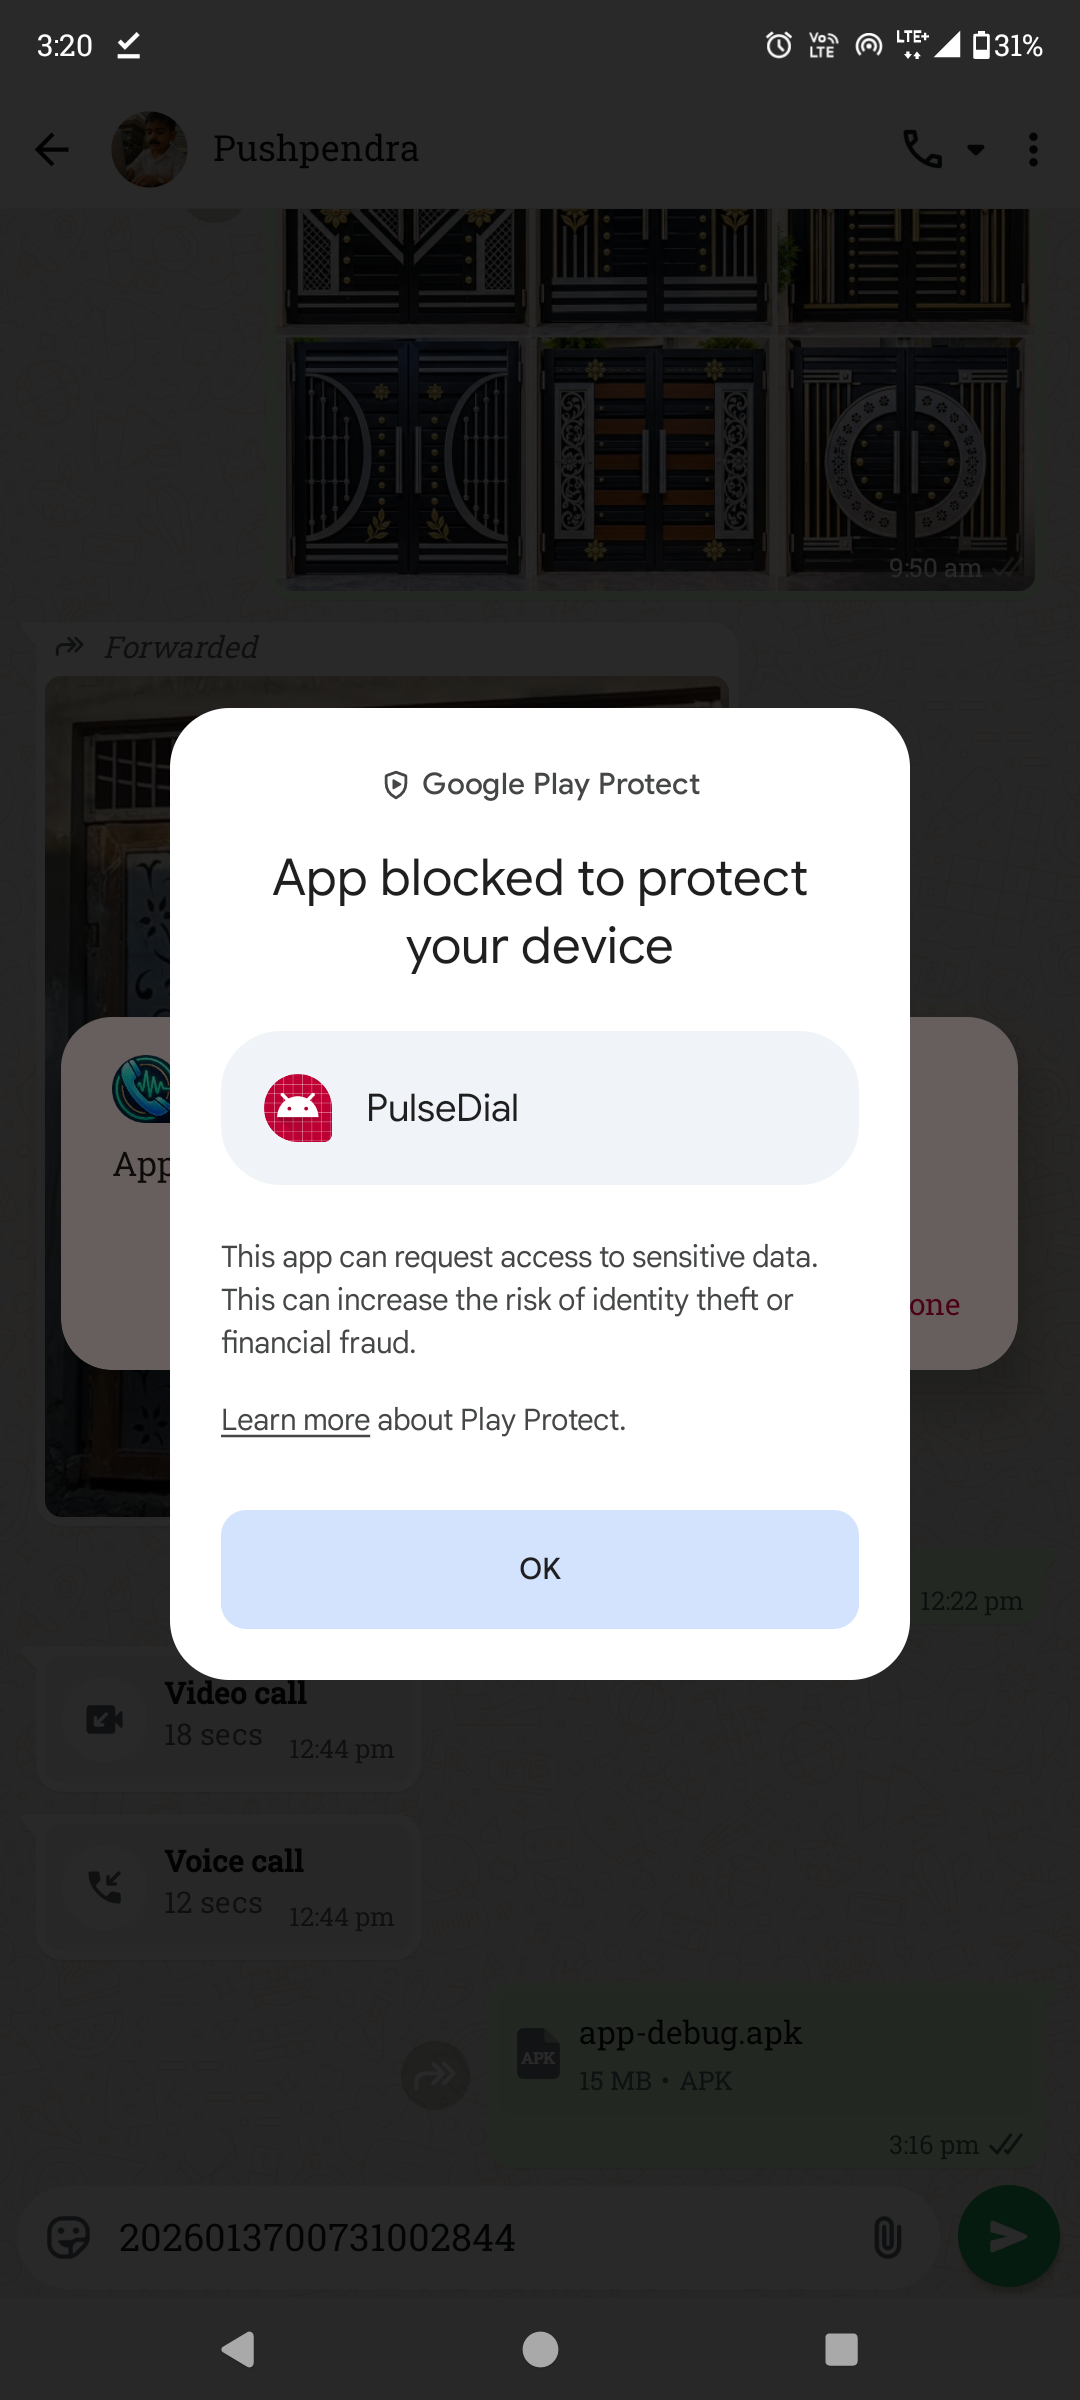 3:20
Vo LTE
LTE+
31%
Pushpendra
9:50 am
Forwarded
Google Play Protect
App blocked to protect
your device
PulseDial
App
This app can request access to sensitive data.
This can increase the risk of identity theft or
financial fraud.
one
Learn more about Play Protect.
OK
12:22 pm
Video call
18 secs
12:44 pm
Voice call
12 secs
12:44 pm
app-debug.apk
APK
15 MB • APK
3:16 pm
2026013700731002844